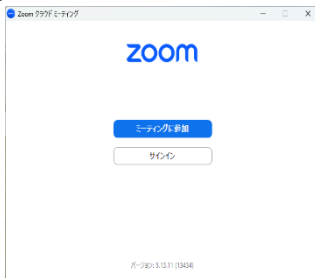 Zoom クラウド ミーティング
zoom
ミーティングに参加
サインイン
バージョン: 5.13.11 (13434)